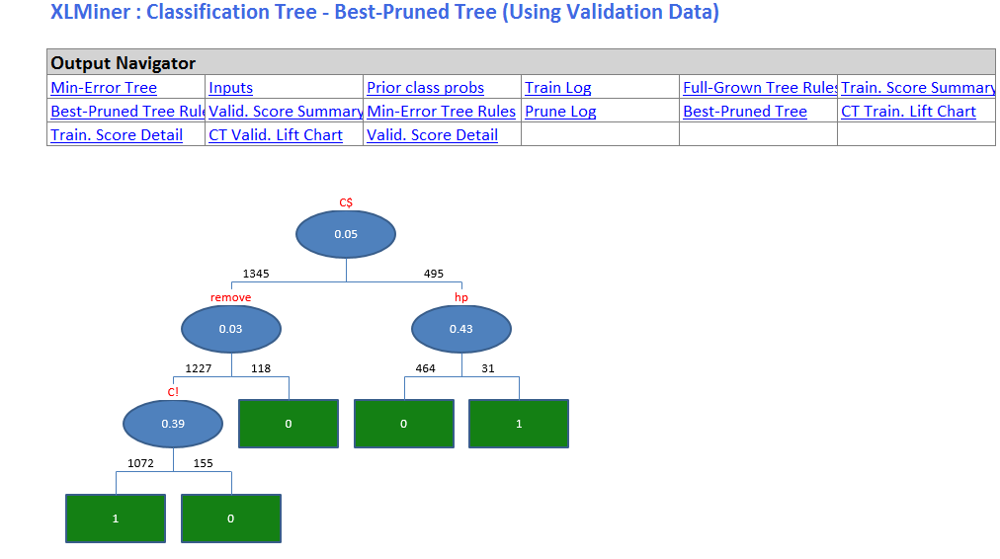 XLMiner : Classification Tree - Best-Pruned Tree (Using Validation Data)
Output Navigator
Min-Error Tree Inputs Prior class probs Train Log Full-Grown Tree Rules Train. Score Summary
Best-Pruned Tree Rule Valid. Score Summary Min-Error Tree Rules Prune Log Best-Pruned Tree CT Train. Lift Chart
Train. Score Detail CT Valid. Lift Chart Valid. Score Detail
C$
0.05
1345 495
remove hp
0.03 0.43
1227 118 464 31
C!
0.39 0 0 1
1072 155
1 0